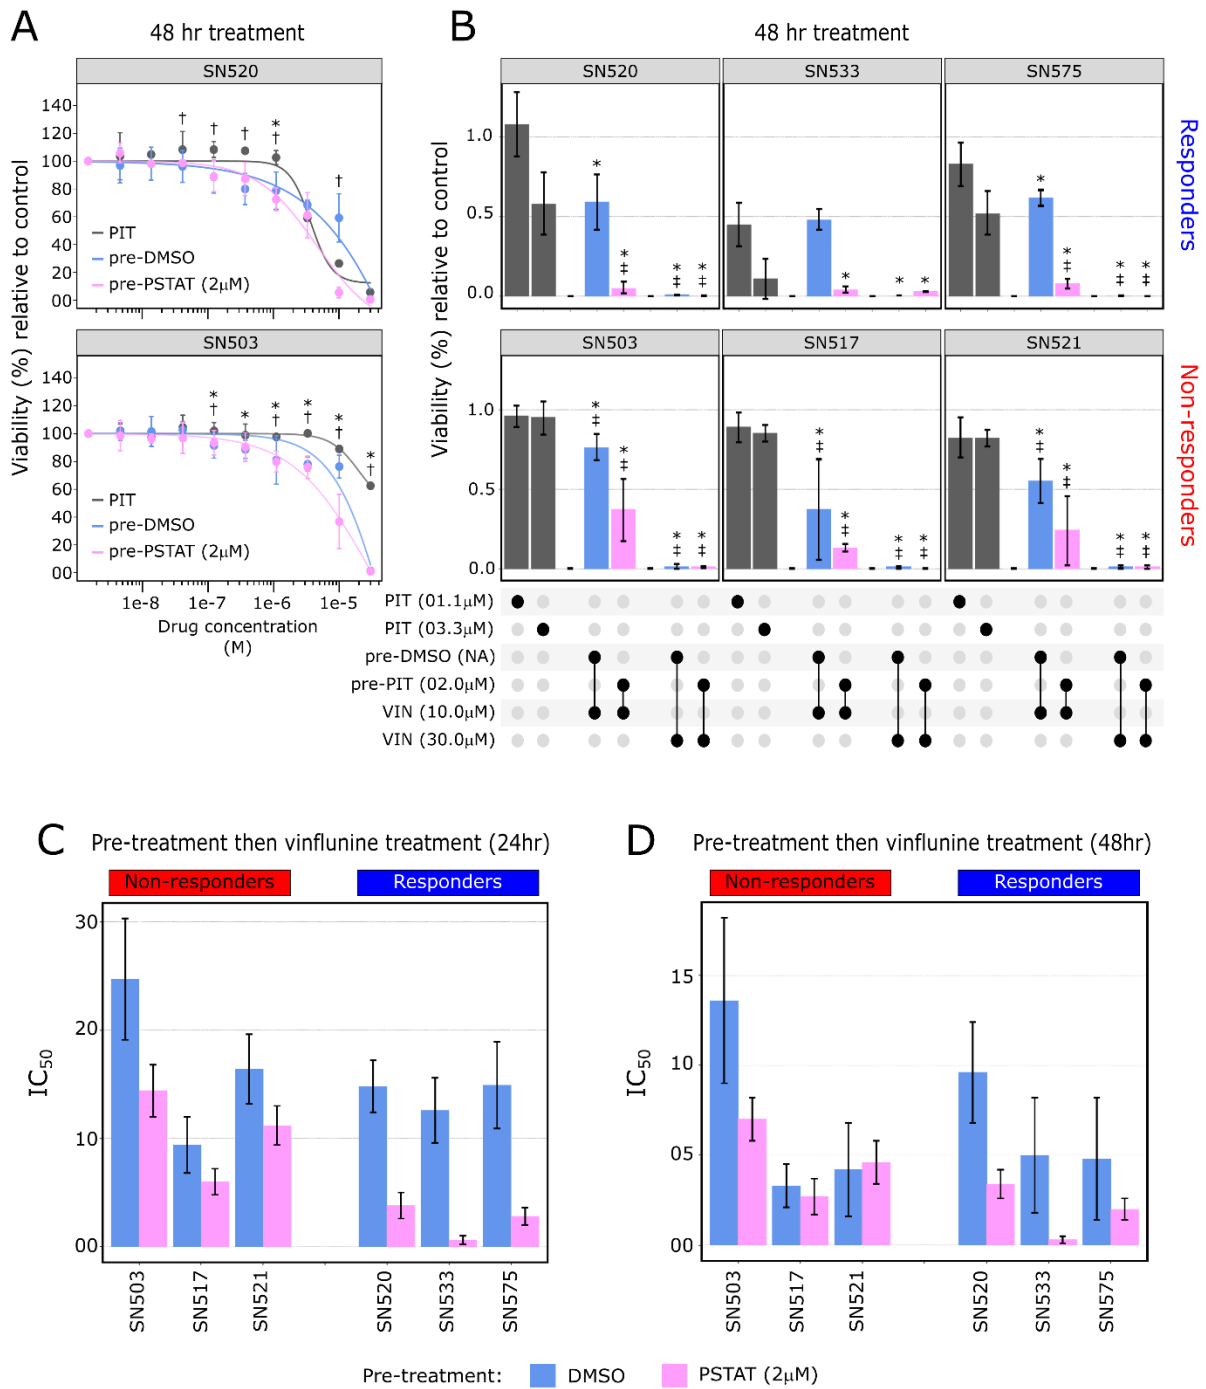 A
48 hr treatment
SN520
Viability (%) relative to control
140
120
100
80
60
40
20
00
* † † † † * † †
PIT
pre-DMSO
pre-PSTAT (2µM)
SN503
140
120
100
80
60
40
20
00
* † * * † * † * † * †
PIT
pre-DMSO
pre-PSTAT (2µM)
1e-8 1e-7 1e-6 1e-5
Drug concentration
(M)
B
48 hr treatment
SN520 SN533 SN575
Responders
Viability (%) relative to control
1.0
0.5
0.0
* * ‡ * ‡ * ‡ * * * * * ‡ * ‡ * ‡
SN503 SN517 SN521
Non-responders
1.0
0.5
0.0
* ‡ * ‡ * ‡ * ‡ * ‡ * ‡ * ‡ * ‡ * ‡ * ‡ * ‡ * ‡
PIT (01.1µM)
PIT (03.3µM)
pre-DMSO (NA)
pre-PIT (02.0µM)
VIN (10.0µM)
VIN (30.0µM)
C
Pre-treatment then vinflunine treatment (24hr)
Non-responders Responders
IC50
30
20
10
00
SN503 SN517 SN521 SN520 SN533 SN575
D
Pre-treatment then vinflunine treatment (48hr)
Non-responders Responders
IC50
15
10
05
00
SN503 SN517 SN521 SN520 SN533 SN575
Pre-treatment: DMSO PSTAT (2µM)